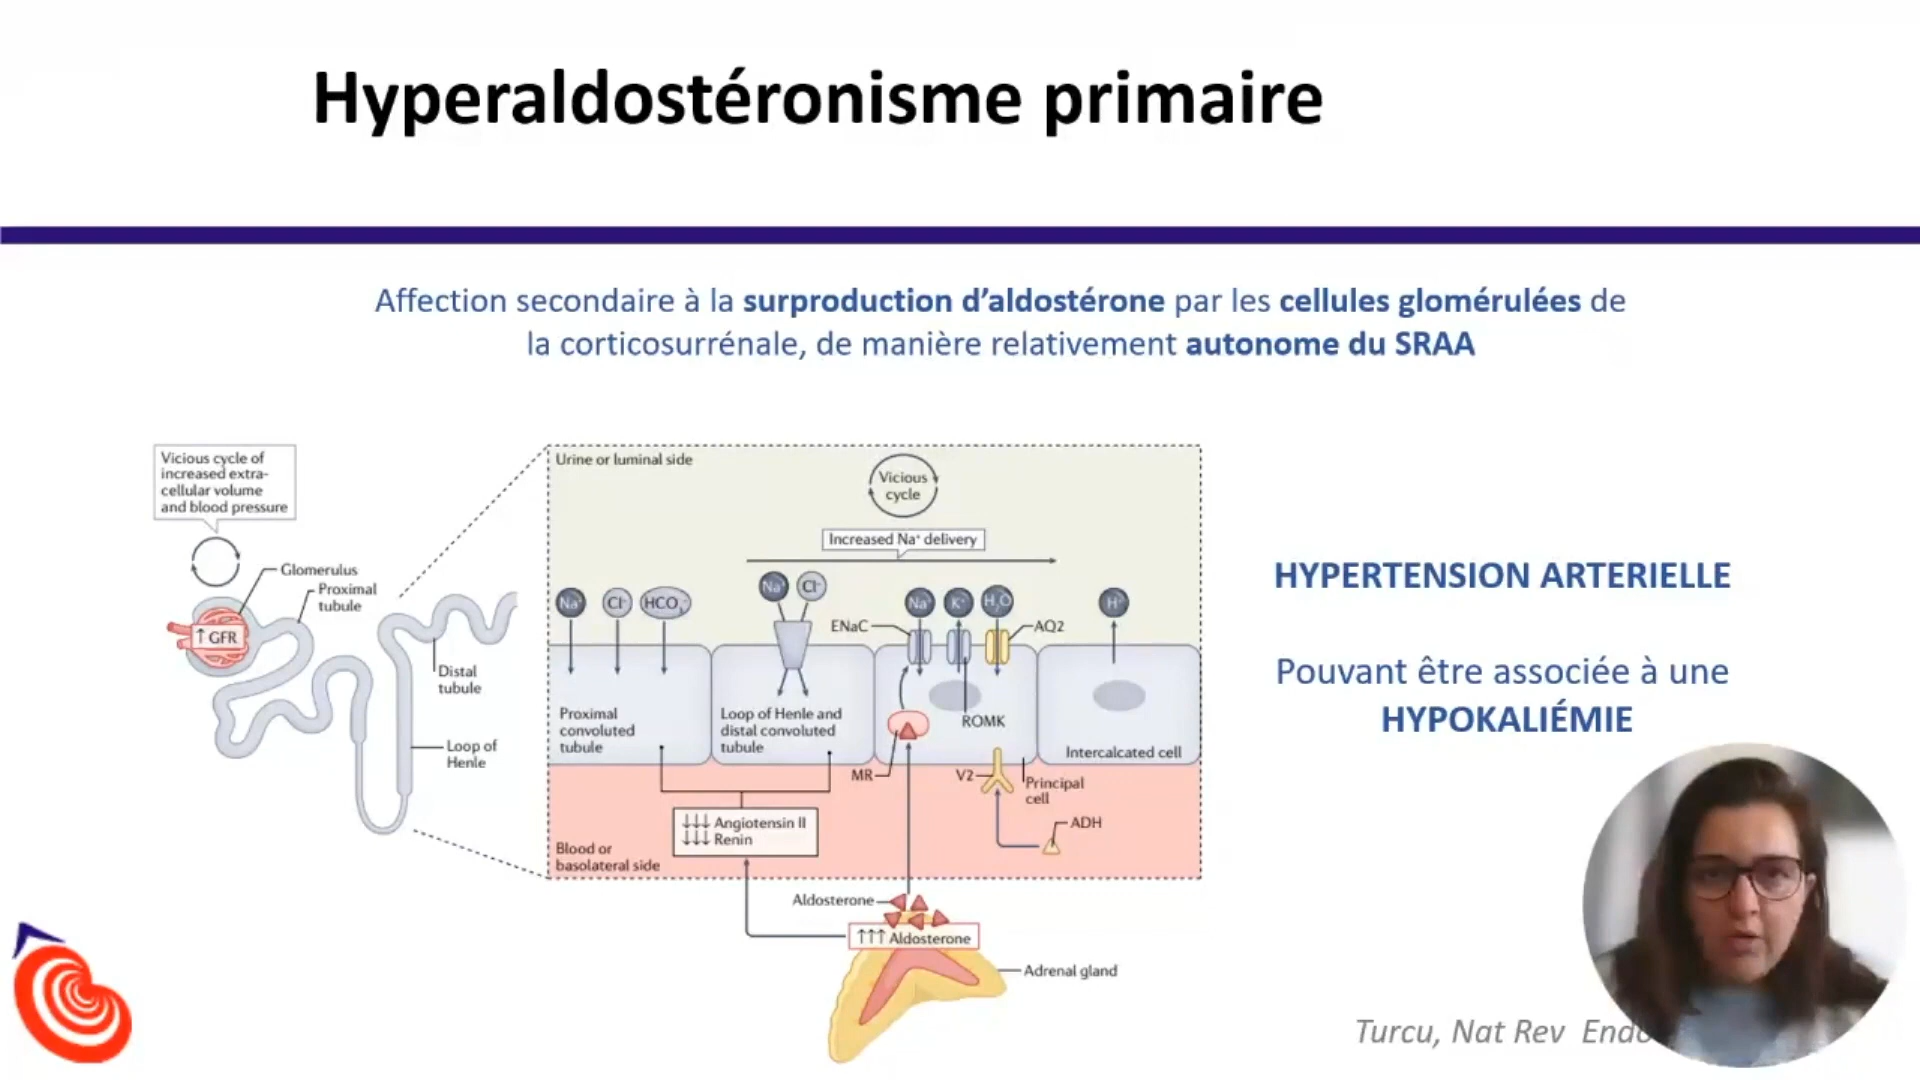 Hyperaldostéronisme primaire
Affection secondaire à la surproduction d’aldostérone par les cellules glomérulées de
la corticosurrénale, de manière relativement autonome du SRAA
Vicious cycle of
increased extra-
cellular volume
and blood pressure
Glomerulus
Proximal
tubule
↑ GFR
Distal
tubule
Loop of
Henle
Urine or luminal side
Vicious
cycle
Increased Na⁺ delivery
Na⁺
Cl⁻
HCO₃⁻
Na⁺
Cl⁻
Na⁺
K⁺
H₂O
H⁺
ENaC
AQ2
Proximal
convoluted
tubule
Loop of Henle and
distal convoluted
tubule
ROMK
Intercalcated cell
MR
V2
Principal
cell
ADH
↓↓↓ Angiotensin II
↓↓↓ Renin
Blood or
basolateral side
Aldosterone
↑↑↑ Aldosterone
Adrenal gland
HYPERTENSION ARTERIELLE
Pouvant être associée à une
HYPOKALIÉMIE
Turcu, Nat Rev